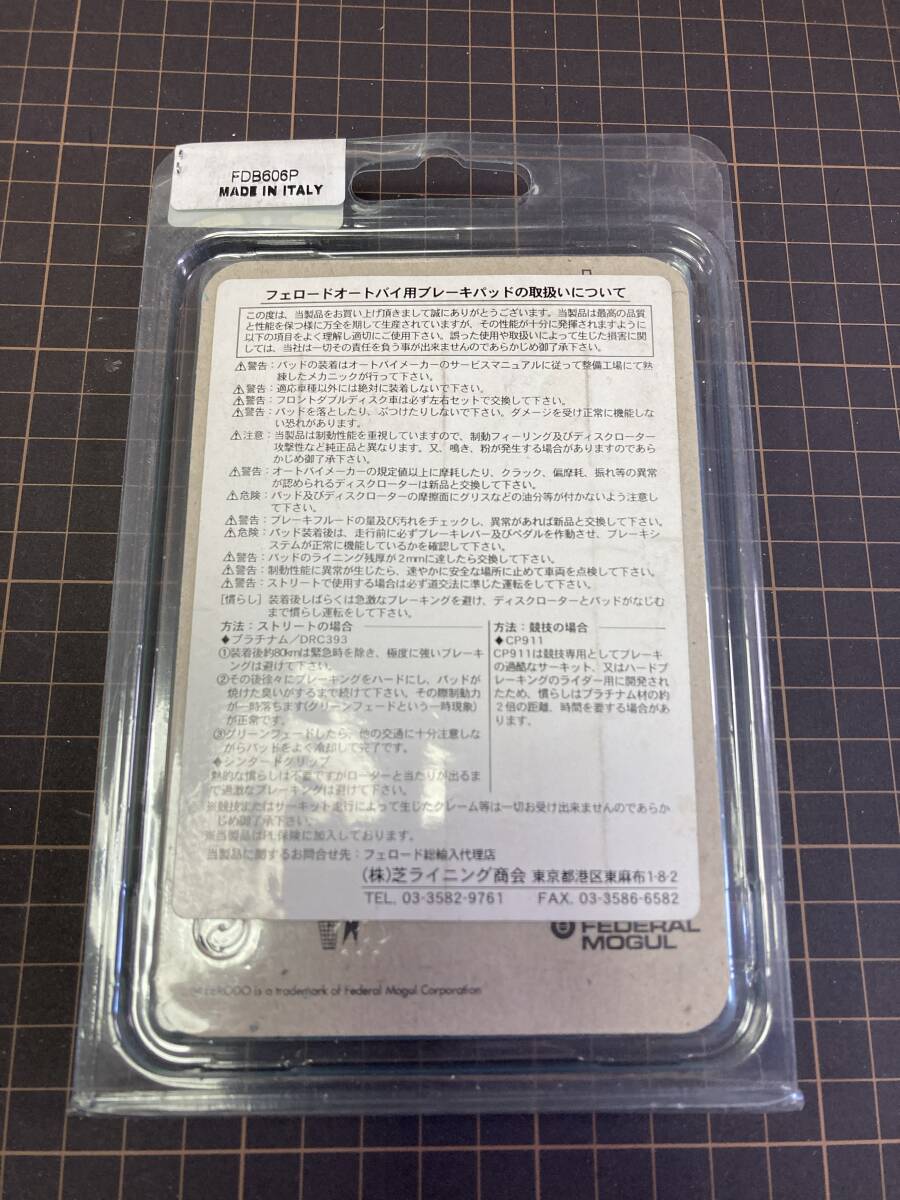 FDB606P
MADE IN ITALY
フェロードオートバイ用ブレーキパッドの取扱いについて
この度は、当製品をお買い上げ頂きまして誠にありがとうございます。当製品は最高の品質
と性能を保つ様に万全を期して生産されていますが、その性能が十分に発揮されますように
以下の項目をよく理解し適切にご使用下さい。誤った使用や取扱いによって生じた損害に関
しては、当社は一切その責任を負う事が出来ませんのであらかじめ御了承下さい。
⚠警告：パッドの装着はオートバイメーカーのサービスマニュアルに従って整備工場にて熟
練したメカニックが行って下さい。
⚠警告：適応車種以外には絶対に装着しないで下さい。
⚠警告：フロントダブルディスク車は必ず左右セットで交換して下さい。
⚠警告：パッドを落としたり、ぶつけたりしないで下さい。ダメージを受け正常に機能しな
い恐れがあります。
⚠注意：当製品は制動性能を重視していますので、制動フィーリング及びディスクローター
攻撃性など純正品と異なります。又、鳴き、粉が発生する場合がありますのであら
かじめ御了承下さい。
⚠警告：オートバイメーカーの規定値以上に摩耗したり、クラック、偏摩耗、振れ等の異常
が認められるディスクローターは新品と交換して下さい。
⚠危険：パッド及びディスクローターの摩擦面にグリスなどの油分等が付かないよう注意し
て下さい。
⚠警告：ブレーキフルードの量及び汚れをチェックし、異常があれば新品と交換して下さい。
⚠危険：パッド装着後は、走行前に必ずブレーキレバー及びペダルを作動させ、ブレーキシ
ステムが正常に機能しているかを確認して下さい。
⚠警告：パッドのライニング残厚が2mmに達したら交換して下さい。
⚠警告：制動性能に異常が生じたら、速やかに安全な場所に止めて車両を点検して下さい。
⚠警告：ストリートで使用する場合は必ず道交法に準じた運転をして下さい。
［慣らし］装着後しばらくは急激なブレーキングを避け、ディスクローターとパッドがなじむ
まで慣らし運転をして下さい。
方法：ストリートの場合
◆プラチナム／DRC393
①装着後約80kmは緊急時を除き、極度に強いブレーキ
ングは避けて下さい。
②その後徐々にブレーキングをハードにし、パッドが
焼けた臭いがするまで続けて下さい。その際制動力
が一時落ちます(グリーンフェードという一時現象)
が正常です。
③グリーンフェードしたら、他の交通に十分注意しな
がらパッドをよく冷却して完了です。
◆シンタードグリップ
熱的な慣らしは不要ですがローターと当たりが出るま
で過激なブレーキングは避けて下さい。
方法：競技の場合
◆CP911
CP911は競技専用としてブレーキ
の過酷なサーキット、又はハードブ
レーキングのライダー用に開発され
たため、慣らしはプラチナム材の約
2倍の距離、時間を要する場合があ
ります。
※競技またはサーキット走行によって生じたクレーム等は一切お受け出来ませんのであらか
じめ御了承下さい。
※当製品はPL保険に加入しております。
当製品に関するお問合せ先：フェロード総輸入代理店
(株)芝ライニング商会 東京都港区東麻布1-8-2
TEL. 03-3582-9761 FAX. 03-3586-6582
FEDERAL
MOGUL
FERODO is a trademark of Federal Mogul Corporation